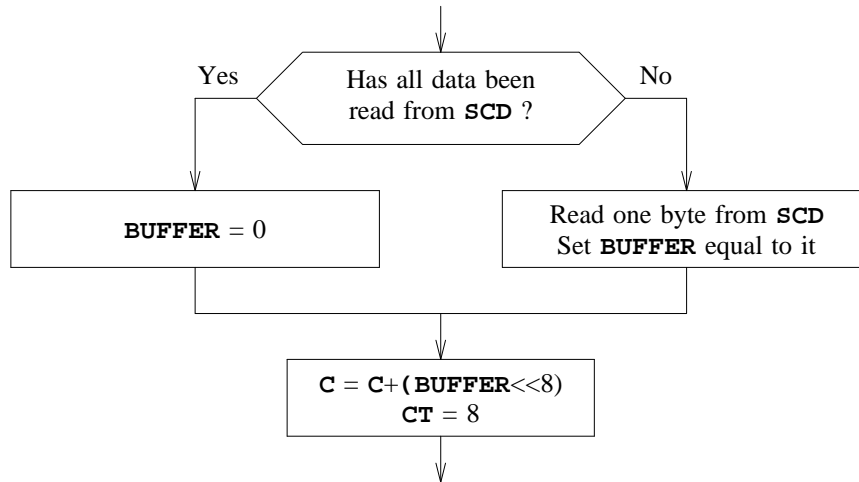 Has all data been
read from SCD ?
Yes
No
BUFFER = 0
Read one byte from SCD
Set BUFFER equal to it
C = C+(BUFFER<<8)
CT = 8